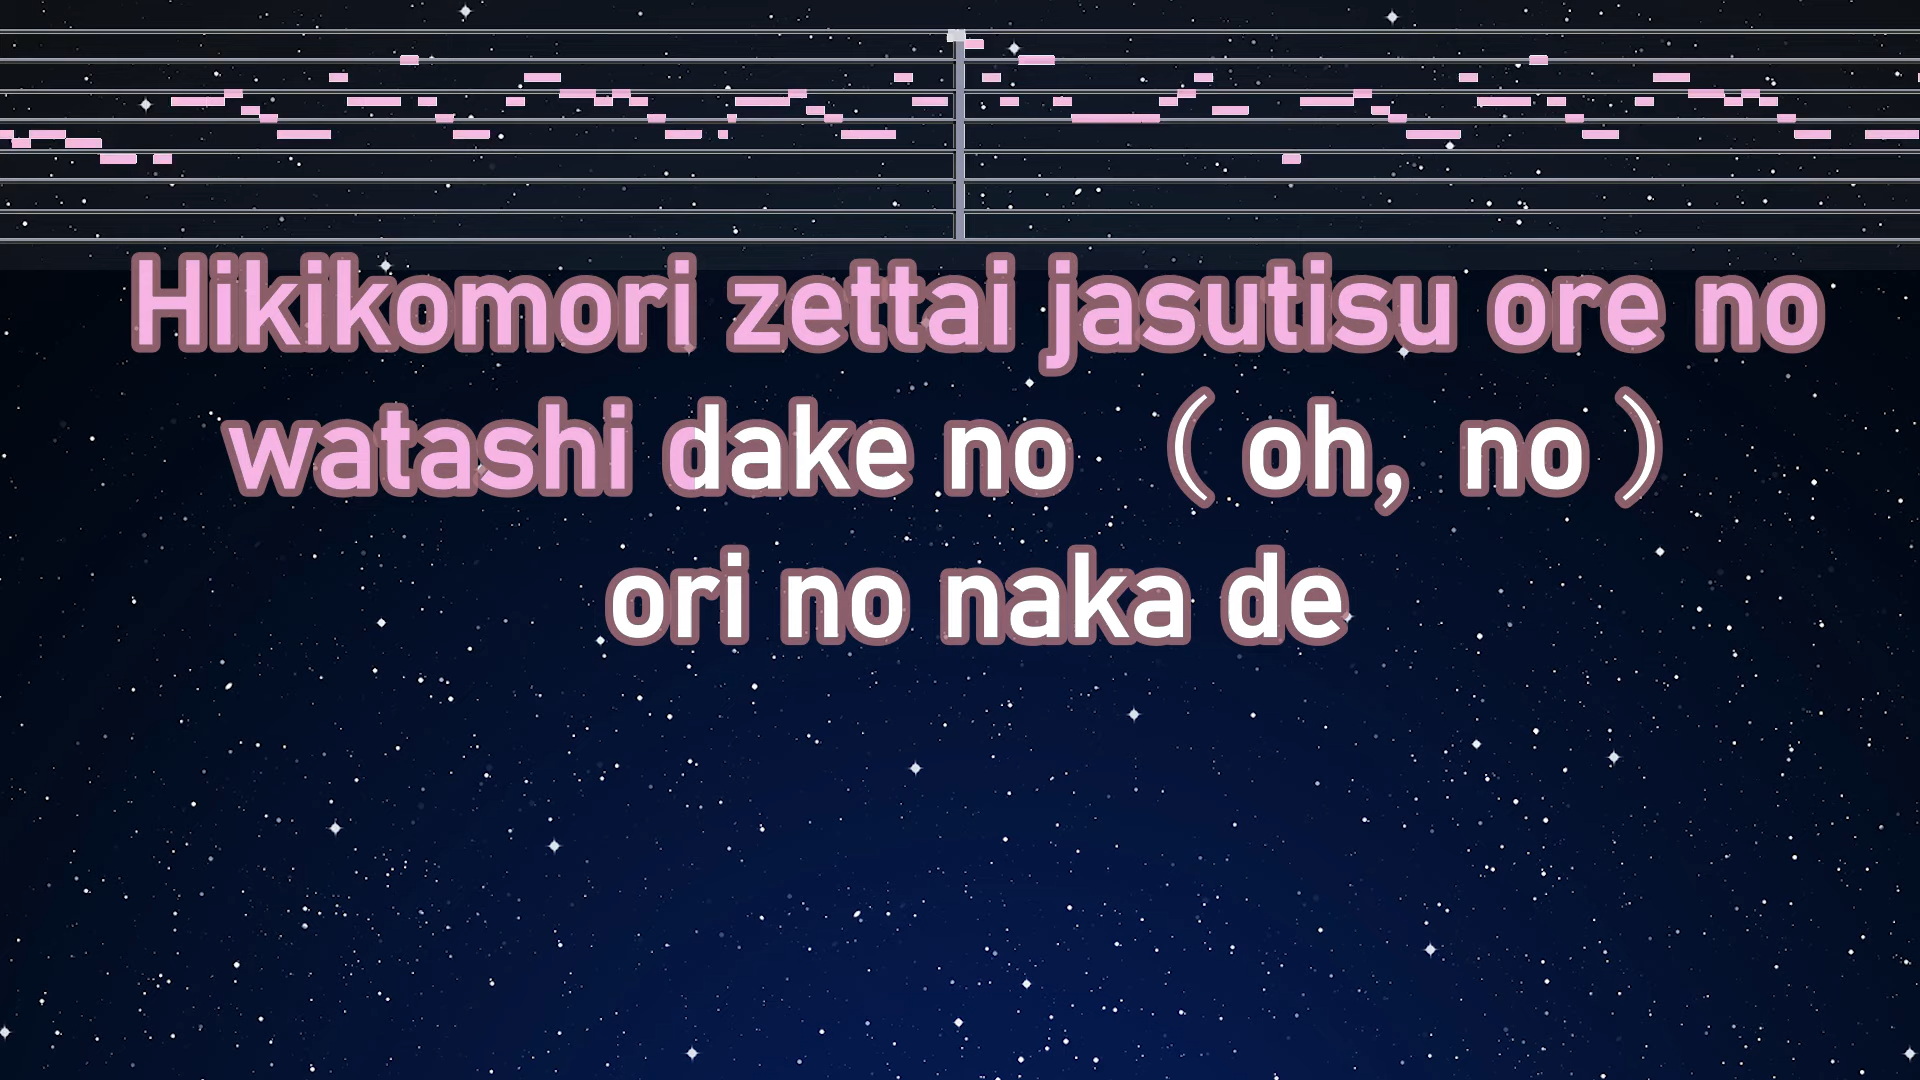 Hikikomori zettai jasutisu ore no
watashi dake no （oh, no）
ori no naka de